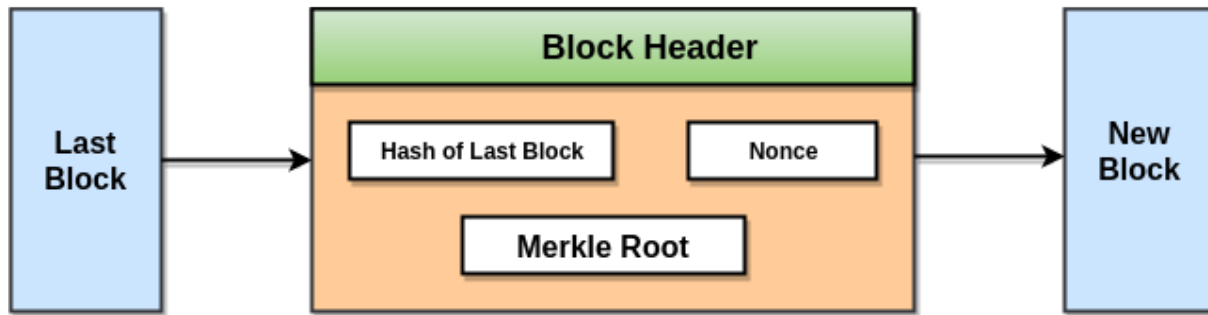 Block Header
Last
Block
Hash of Last Block
Nonce
New
Block
Merkle Root